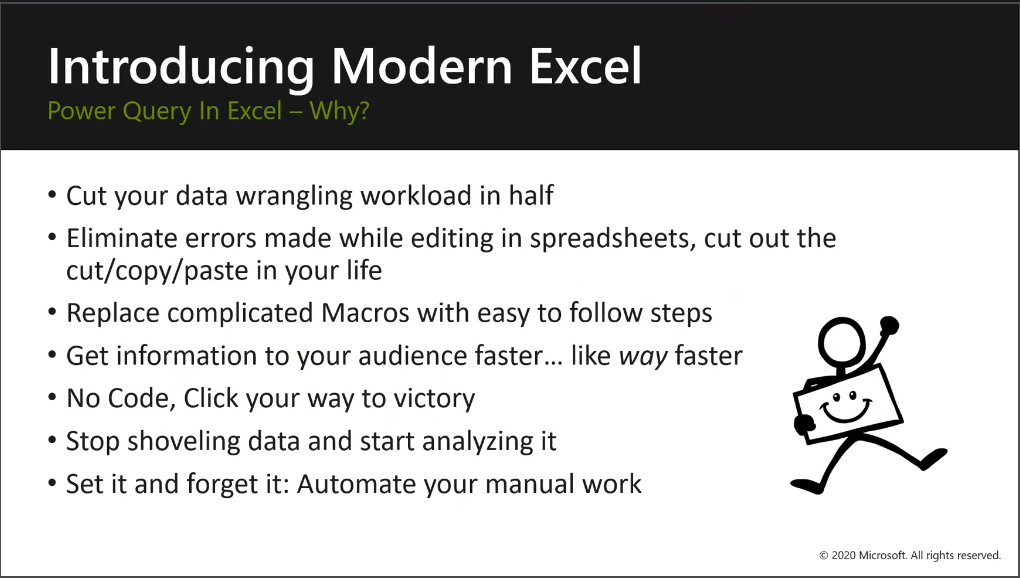 Introducing Modern Excel
Power Query In Excel – Why?
• Cut your data wrangling workload in half
• Eliminate errors made while editing in spreadsheets, cut out the
cut/copy/paste in your life
• Replace complicated Macros with easy to follow steps
• Get information to your audience faster... like way faster
• No Code, Click your way to victory
• Stop shoveling data and start analyzing it
• Set it and forget it: Automate your manual work
© 2020 Microsoft. All rights reserved.